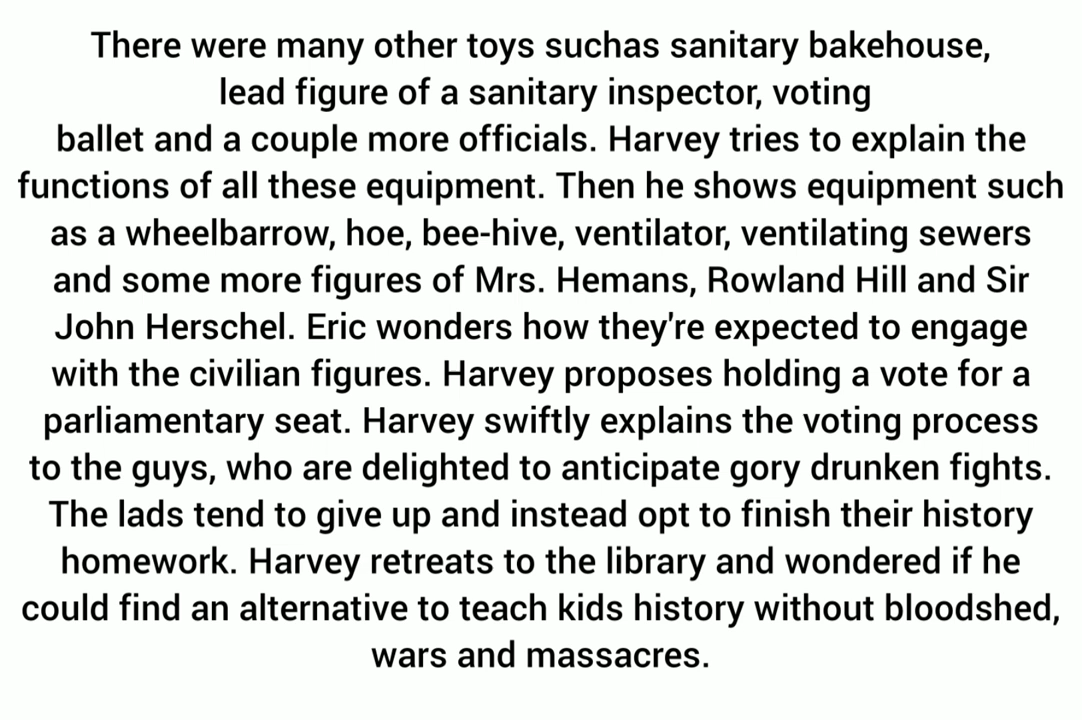 There were many other toys suchas sanitary bakehouse,
lead figure of a sanitary inspector, voting
ballet and a couple more officials. Harvey tries to explain the
functions of all these equipment. Then he shows equipment such
as a wheelbarrow, hoe, bee-hive, ventilator, ventilating sewers
and some more figures of Mrs. Hemans, Rowland Hill and Sir
John Herschel. Eric wonders how they're expected to engage
with the civilian figures. Harvey proposes holding a vote for a
parliamentary seat. Harvey swiftly explains the voting process
to the guys, who are delighted to anticipate gory drunken fights.
The lads tend to give up and instead opt to finish their history
homework. Harvey retreats to the library and wondered if he
could find an alternative to teach kids history without bloodshed,
wars and massacres.